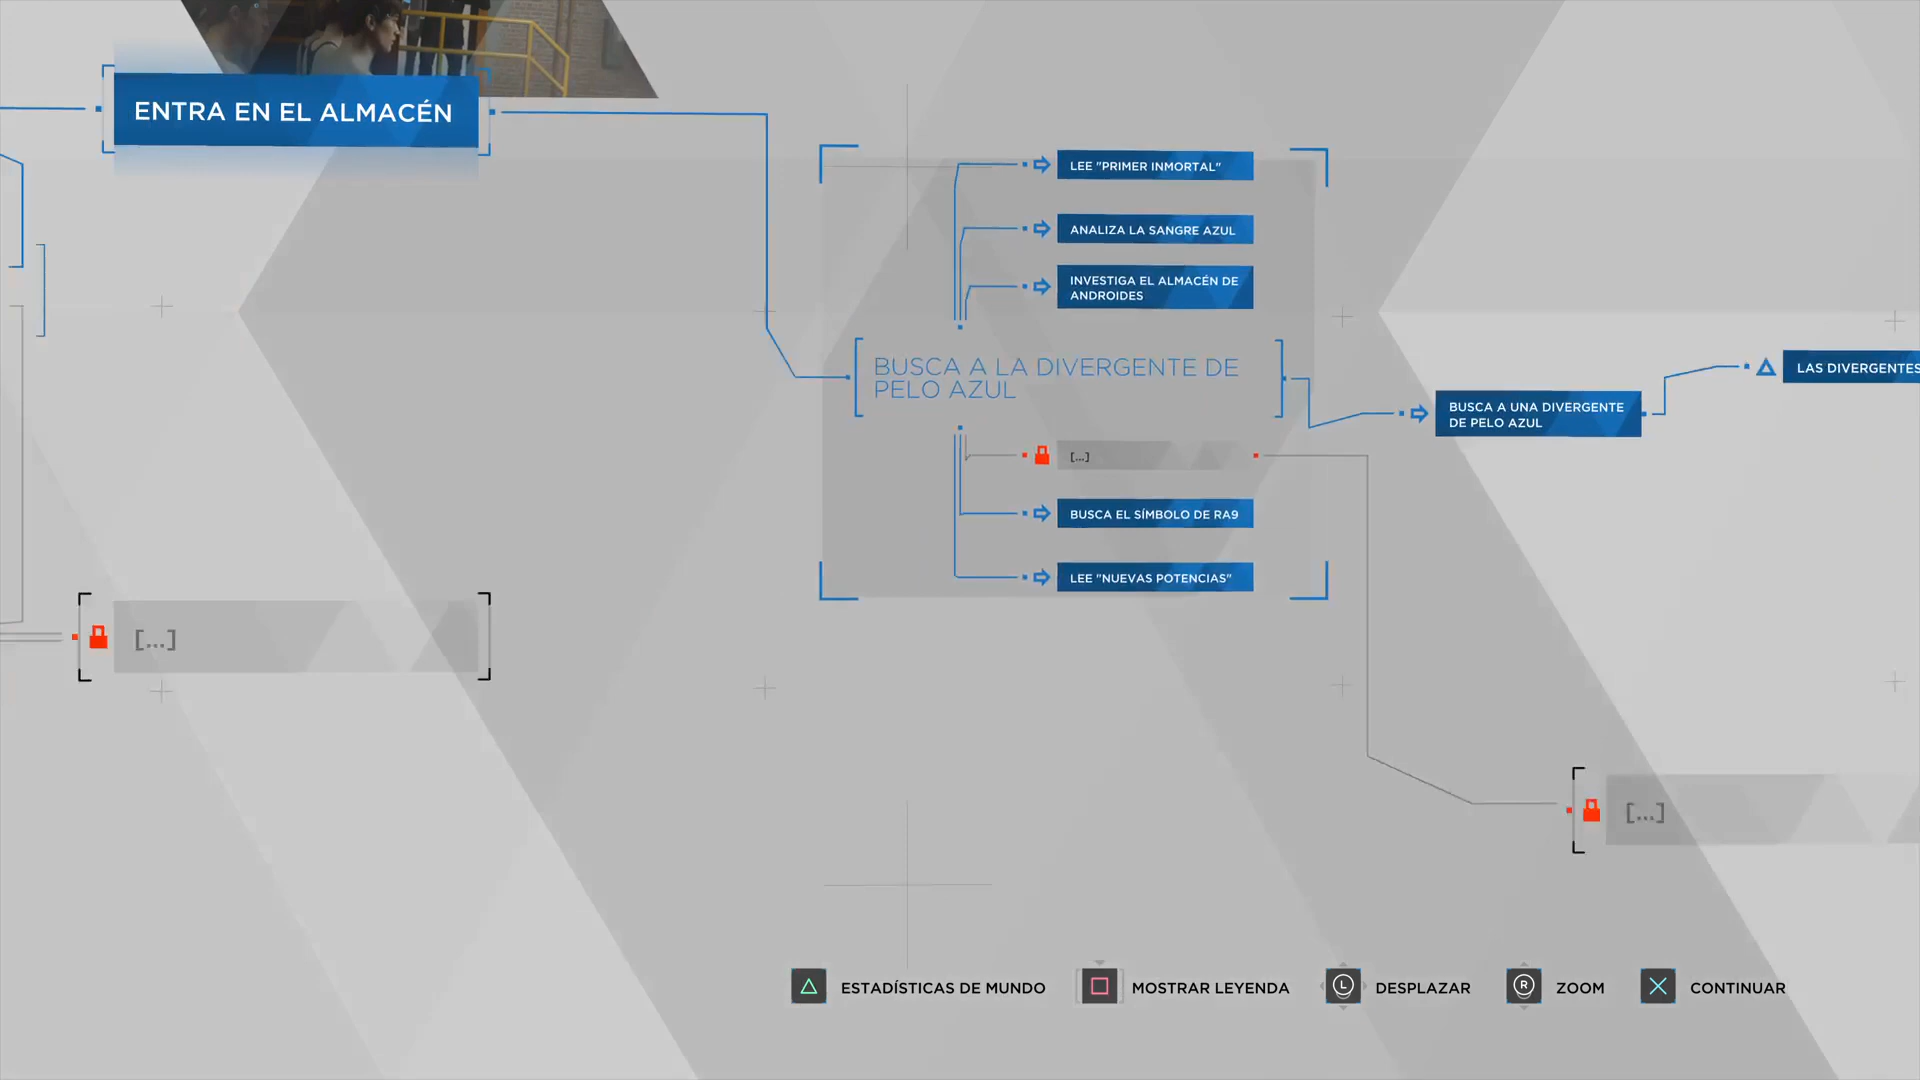 ENTRA EN EL ALMACÉN
LEE "PRIMER INMORTAL"
ANALIZA LA SANGRE AZUL
INVESTIGA EL ALMACÉN DE
ANDROIDES
BUSCA A LA DIVERGENTE DE
PELO AZUL
[...]
BUSCA EL SÍMBOLO DE RA9
LEE "NUEVAS POTENCIAS"
BUSCA A UNA DIVERGENTE
DE PELO AZUL
LAS DIVERGENTES
[...]
[...]
ESTADÍSTICAS DE MUNDO
MOSTRAR LEYENDA
L
DESPLAZAR
R
ZOOM
CONTINUAR